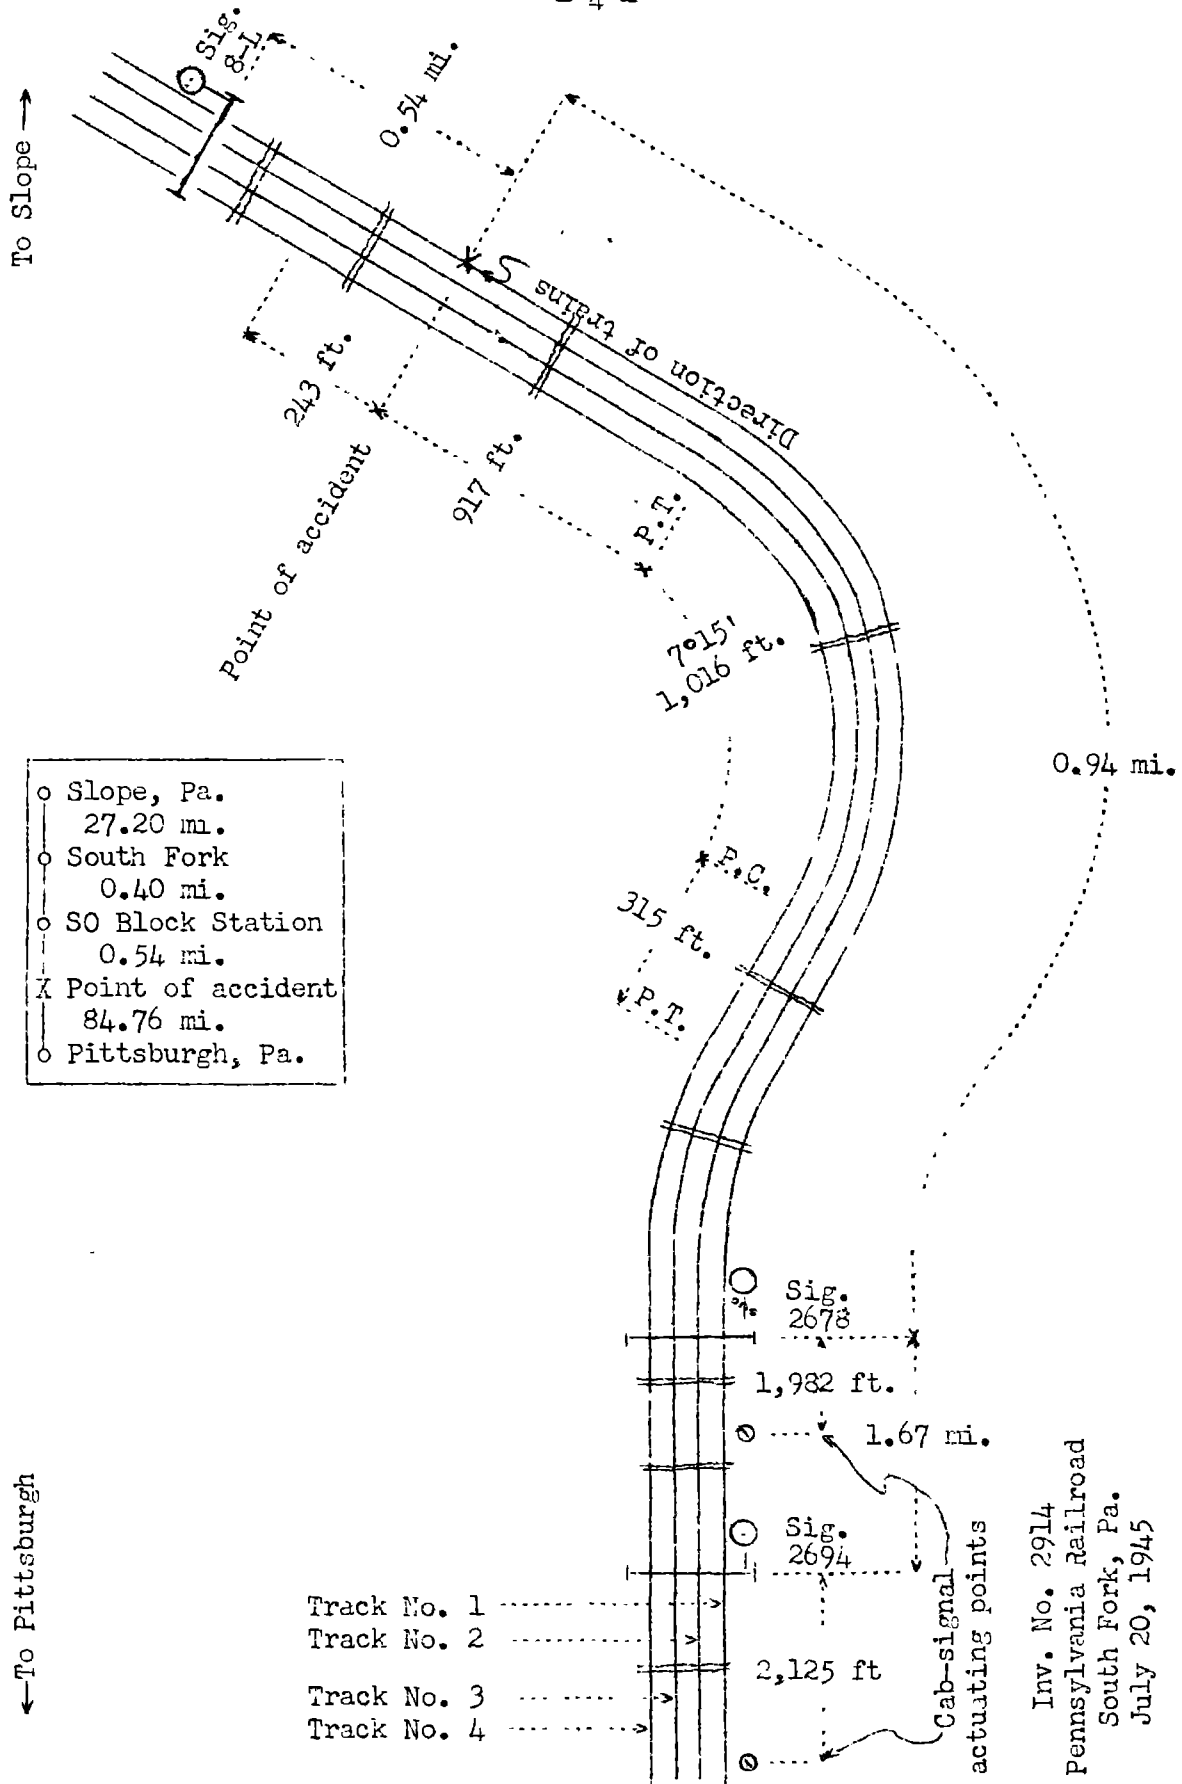 - 4 -
Sig.
8-L
0.54 mi.
To Slope →
Direction of trains
243 ft.
917 ft.
Point of accident
P.T.
7°15'
1,016 ft.
0.94 mi.
Slope, Pa.
27.20 mi.
South Fork
0.40 mi.
SO Block Station
0.54 mi.
X Point of accident
84.76 mi.
Pittsburgh, Pa.
P.C.
315 ft.
P.T.
Sig.
2678
1,982 ft.
1.67 mi.
Sig.
2694
←To Pittsburgh
Track No. 1
Track No. 2
Track No. 3
Track No. 4
2,125 ft
Cab-signal
actuating points
Inv. No. 2914
Pennsylvania Railroad
South Fork, Pa.
July 20, 1945